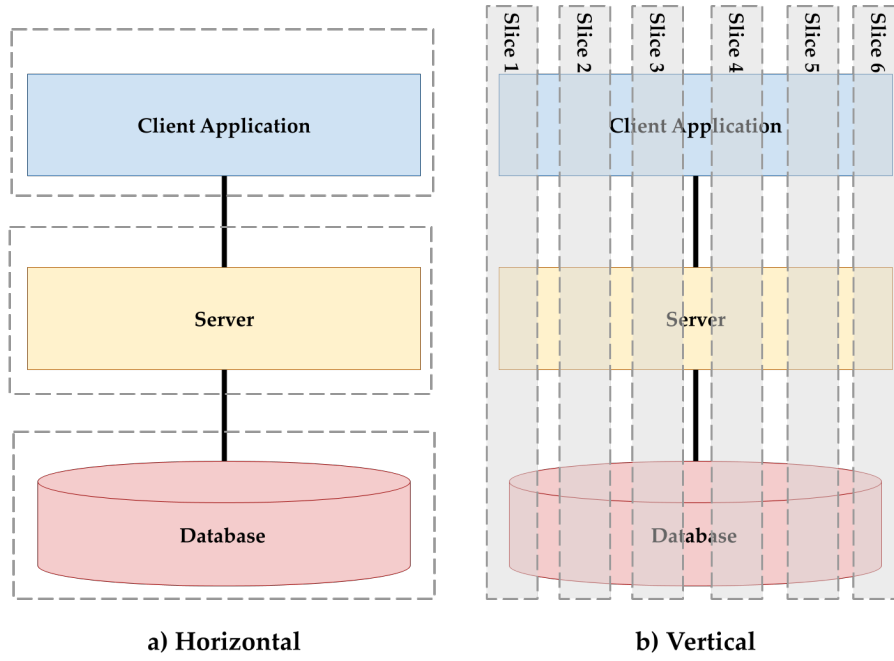 Client Application
Server
Database
a) Horizontal
Slice 1
Slice 2
Slice 3
Slice 4
Slice 5
Slice 6
Client Application
Server
Database
b) Vertical